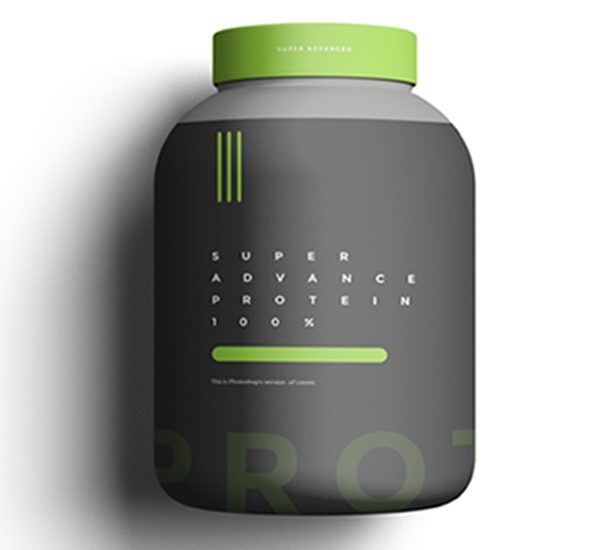 SUPER ADVANCED
SUPER
ADVANCE
PROTEIN
100%
This is Photoshop's version of Lorem
PROT